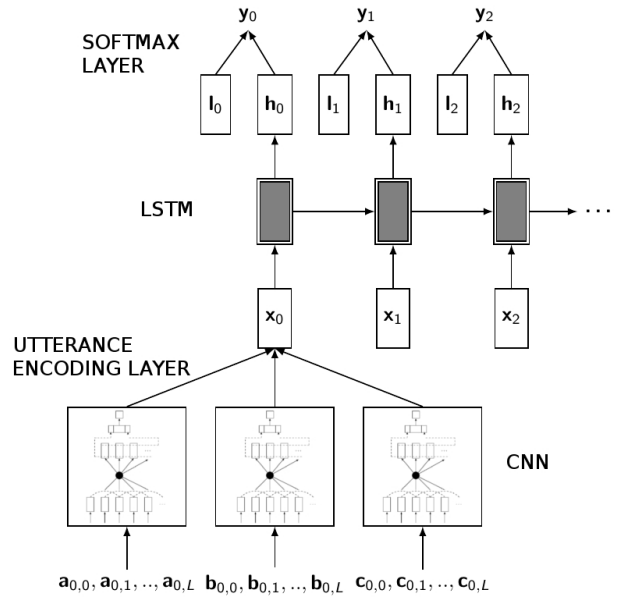 y₀ y₁ y₂
SOFTMAX
LAYER
l₀ h₀ l₁ h₁ l₂ h₂
LSTM
...
x₀ x₁ x₂
UTTERANCE
ENCODING LAYER
CNN
a₀,₀, a₀,₁, .., a₀,L b₀,₀, b₀,₁, .., b₀,L c₀,₀, c₀,₁, .., c₀,L